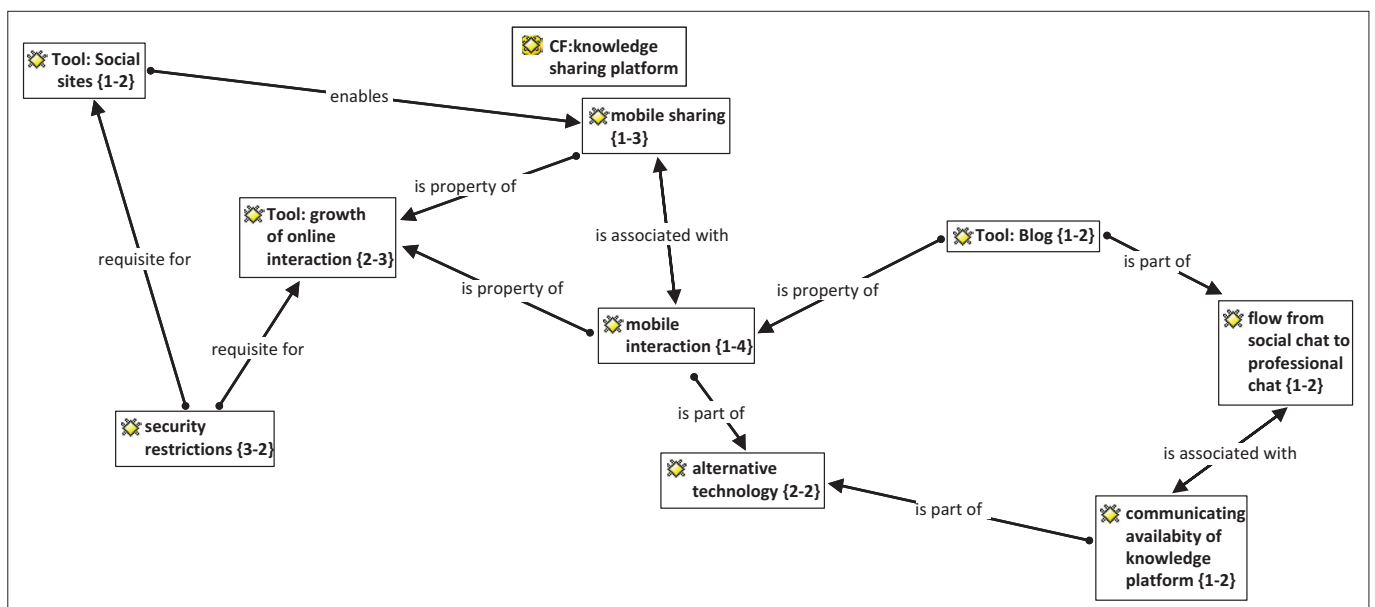 Tool: Social
sites {1-2}
CF:knowledge
sharing platform
enables
mobile sharing
{1-3}
is property of
Tool: growth
of online
interaction {2-3}
is associated with
Tool: Blog {1-2}
requisite for
is part of
is property of
is property of
mobile
interaction {1-4}
flow from
social chat to
professional
chat {1-2}
requisite for
is part of
security
restrictions {3-2}
is associated with
alternative
technology {2-2}
is part of
communicating
availabity of
knowledge
platform {1-2}